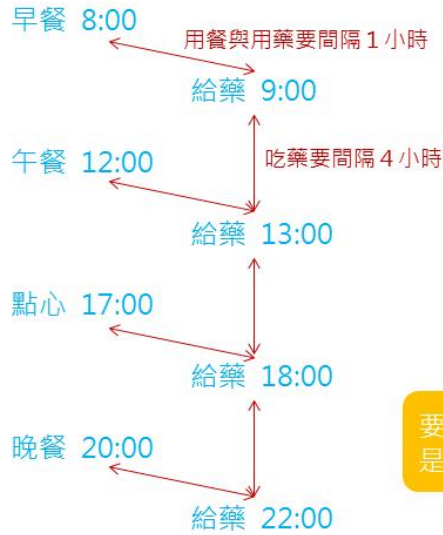 早餐 8:00
用餐與用藥要間隔1小時
給藥 9:00
午餐 12:00
吃藥要間隔4小時
給藥 13:00
點心 17:00
給藥 18:00
要
是
晚餐 20:00
給藥 22:00